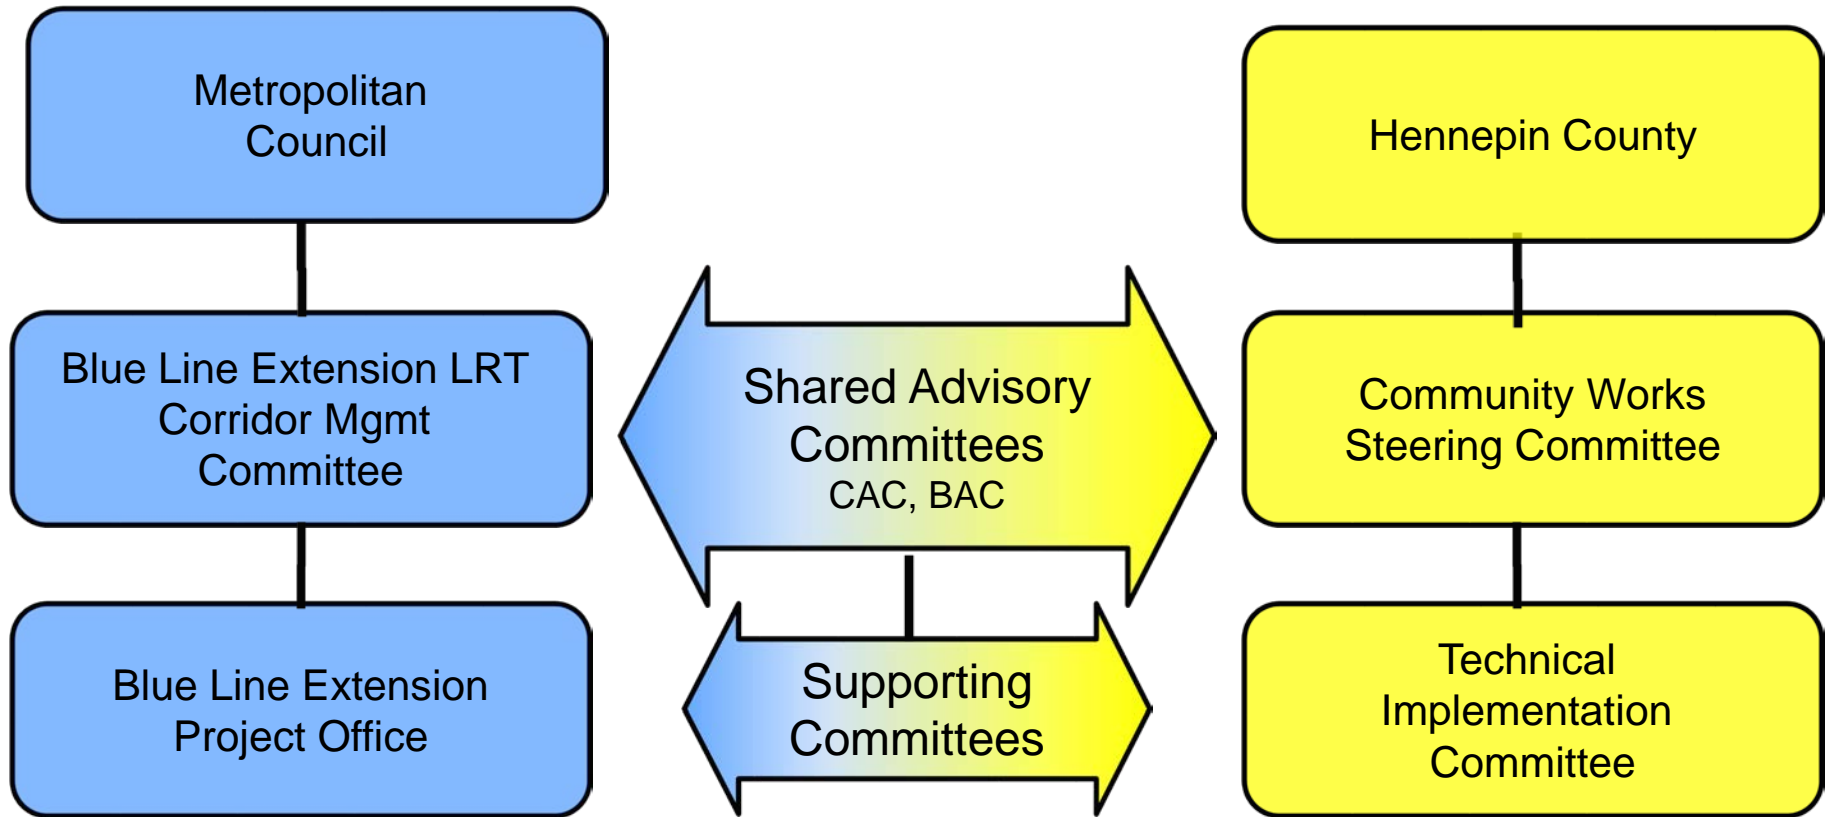 Metropolitan
Council
Hennepin County
Blue Line Extension LRT
Corridor Mgmt
Committee
Shared Advisory
Committees
CAC, BAC
Community Works
Steering Committee
Blue Line Extension
Project Office
Supporting
Committees
Technical
Implementation
Committee